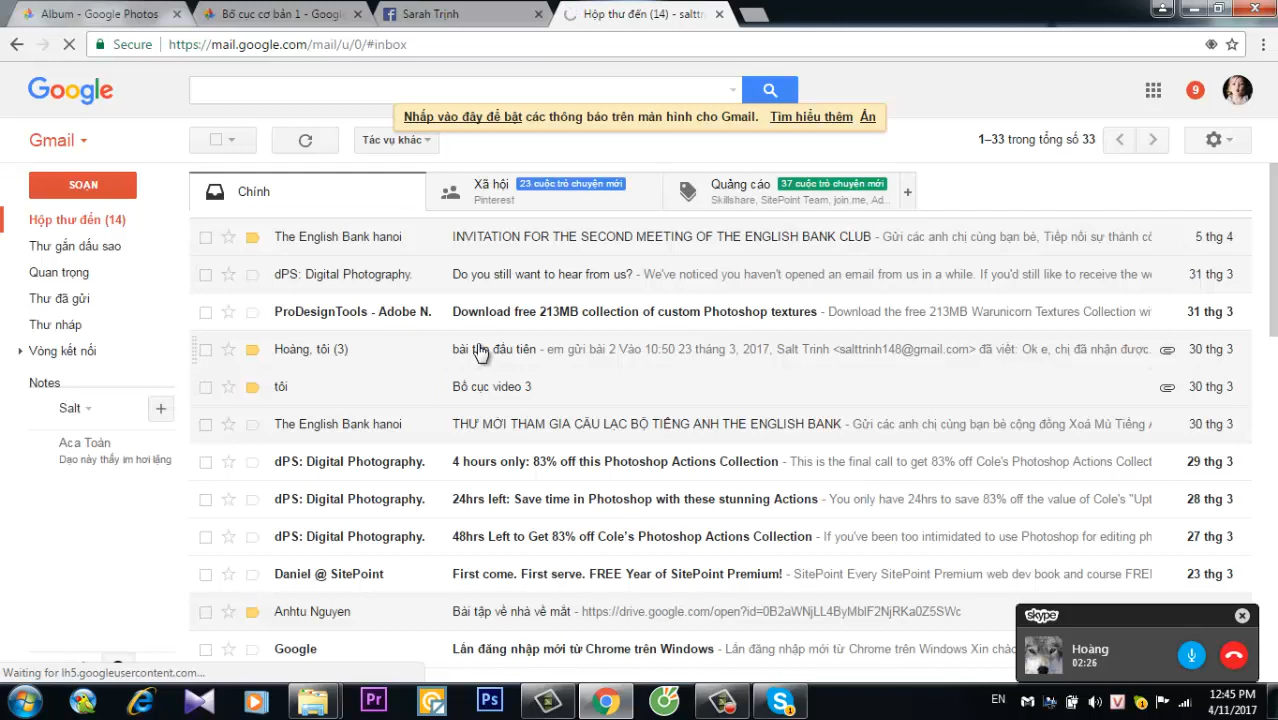 Album - Google Photos
Bố cục cơ bản 1 - Googl
Sarah Trịnh
Hộp thư đến (14) - salttr
Secure
https://mail.google.com/mail/u/0/#inbox
Google
9
Nhấp vào đây để bật các thông báo trên màn hình cho Gmail. Tìm hiểu thêm Ẩn
Gmail
Tác vụ khác
1–33 trong tổng số 33
SOẠN
Chính
Xã hội 23 cuộc trò chuyện mới
Pinterest
Quảng cáo 37 cuộc trò chuyện mới
Skillshare, SitePoint Team, join.me, Ad...
+
Hộp thư đến (14)
Thư gắn dấu sao
Quan trọng
Thư đã gửi
Thư nháp
Vòng kết nối
Notes
Salt
+
Aca Toàn
Dạo này thấy im hơi lặng
The English Bank hanoi INVITATION FOR THE SECOND MEETING OF THE ENGLISH BANK CLUB - Gửi các anh chị cùng bạn bè, Tiếp nối sự thành cô 5 thg 4
dPS: Digital Photography. Do you still want to hear from us? - We've noticed you haven't opened an email from us in a while. If you'd still like to receive the we 31 thg 3
ProDesignTools - Adobe N. Download free 213MB collection of custom Photoshop textures - Download the free 213MB Warunicorn Textures Collection wi 31 thg 3
Hoàng, tôi (3) bài đầu tiên - em gửi bài 2 Vào 10:50 23 tháng 3, 2017, Salt Trinh <salttrinh148@gmail.com> đã viết: Ok e, chị đã nhận được. 30 thg 3
tôi Bố cục video 3 30 thg 3
The English Bank hanoi THƯ MỜI THAM GIA CÂU LẠC BỘ TIẾNG ANH THE ENGLISH BANK - Gửi các anh chị cùng bạn bè cộng đồng Xoá Mù Tiếng A 30 thg 3
dPS: Digital Photography. 4 hours only: 83% off this Photoshop Actions Collection - This is the final call to get 83% off Cole's Photoshop Actions Collect 29 thg 3
dPS: Digital Photography. 24hrs left: Save time in Photoshop with these stunning Actions - You only have 24hrs to save 83% off the value of Cole's "Upt 28 thg 3
dPS: Digital Photography. 48hrs Left to Get 83% off Cole's Photoshop Actions Collection - If you've been too intimidated to use Photoshop for editing ph 27 thg 3
Daniel @ SitePoint First come. First serve. FREE Year of SitePoint Premium! - SitePoint Every SitePoint Premium web dev book and course FREE 23 thg 3
Anhtu Nguyen Bài tập về nhà về mắt - https://drive.google.com/open?id=0B2aWNjLL4ByMblF2NjRKa0Z5SWc
Google Lần đăng nhập mới từ Chrome trên Windows - Lần đăng nhập mới từ Chrome trên Windows Xin chà
skype
Hoàng
02:26
Waiting for lh5.googleusercontent.com...
Pr
Ps
S
1
EN
V
12:45 PM
4/11/2017